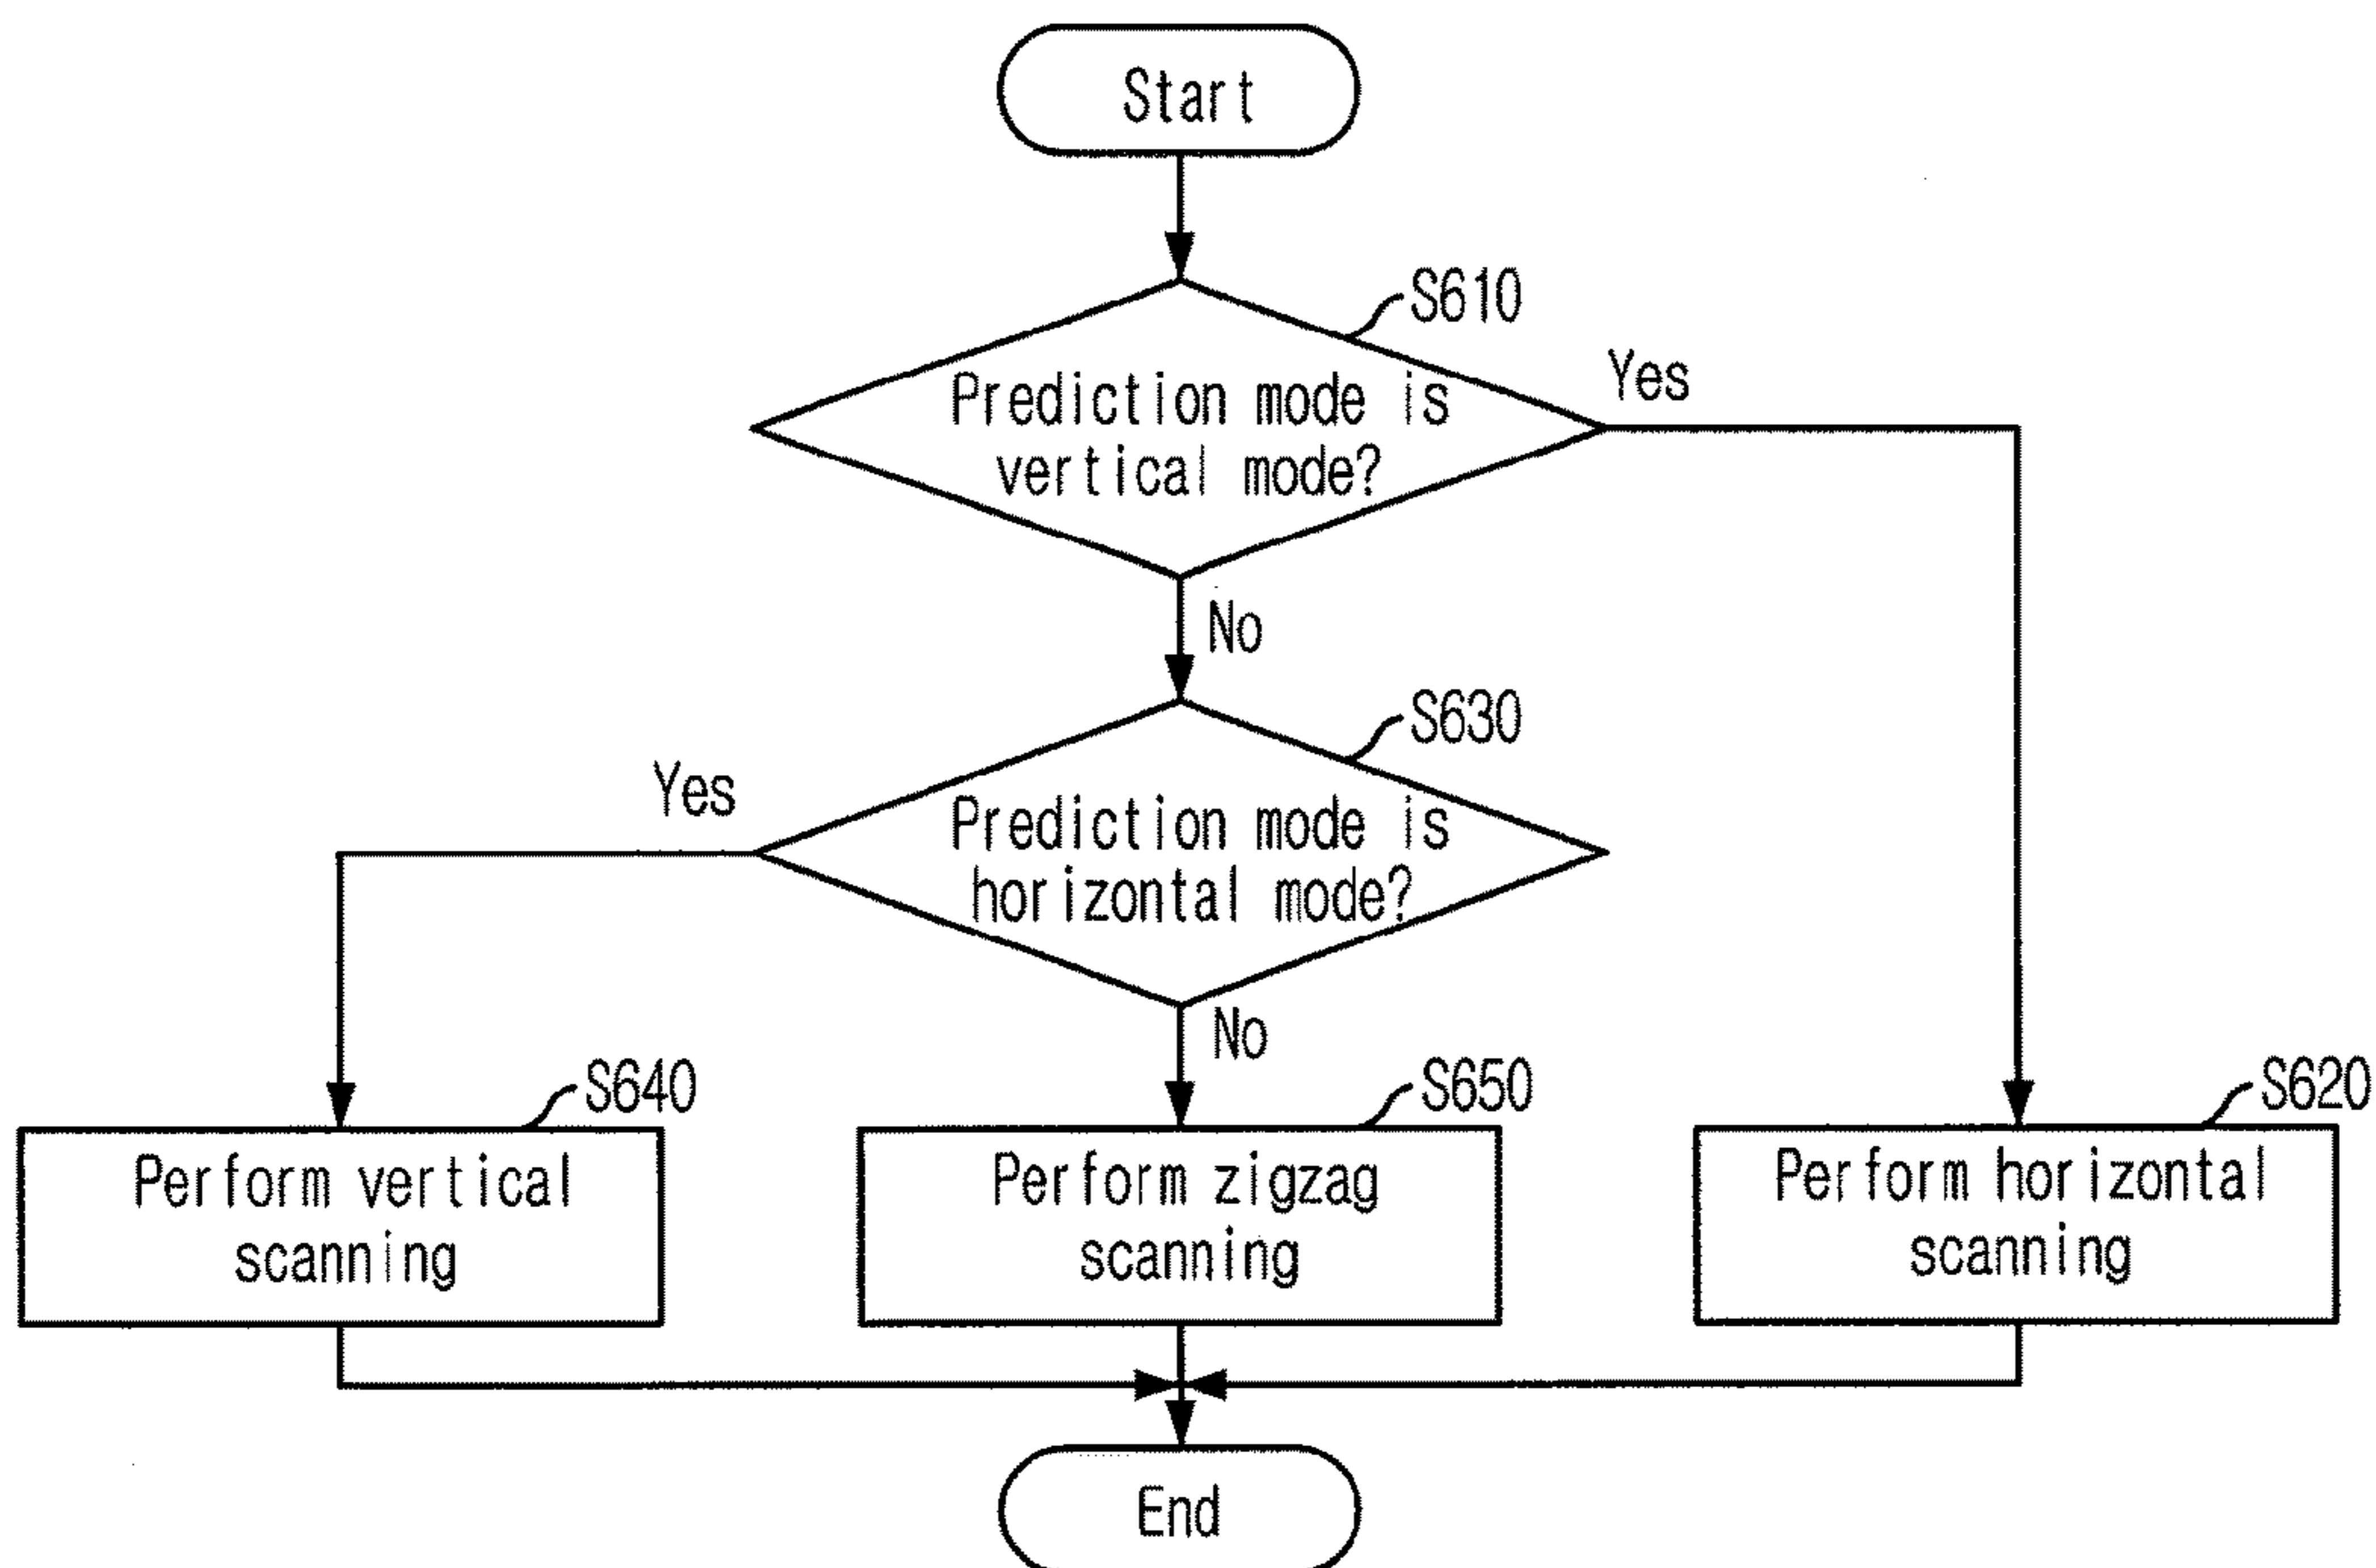 Start
S610
Prediction mode is
vertical mode?
Yes
No
S630
Prediction mode is
horizontal mode?
Yes
No
S640
Perform vertical
scanning
S650
Perform zigzag
scanning
S620
Perform horizontal
scanning
End